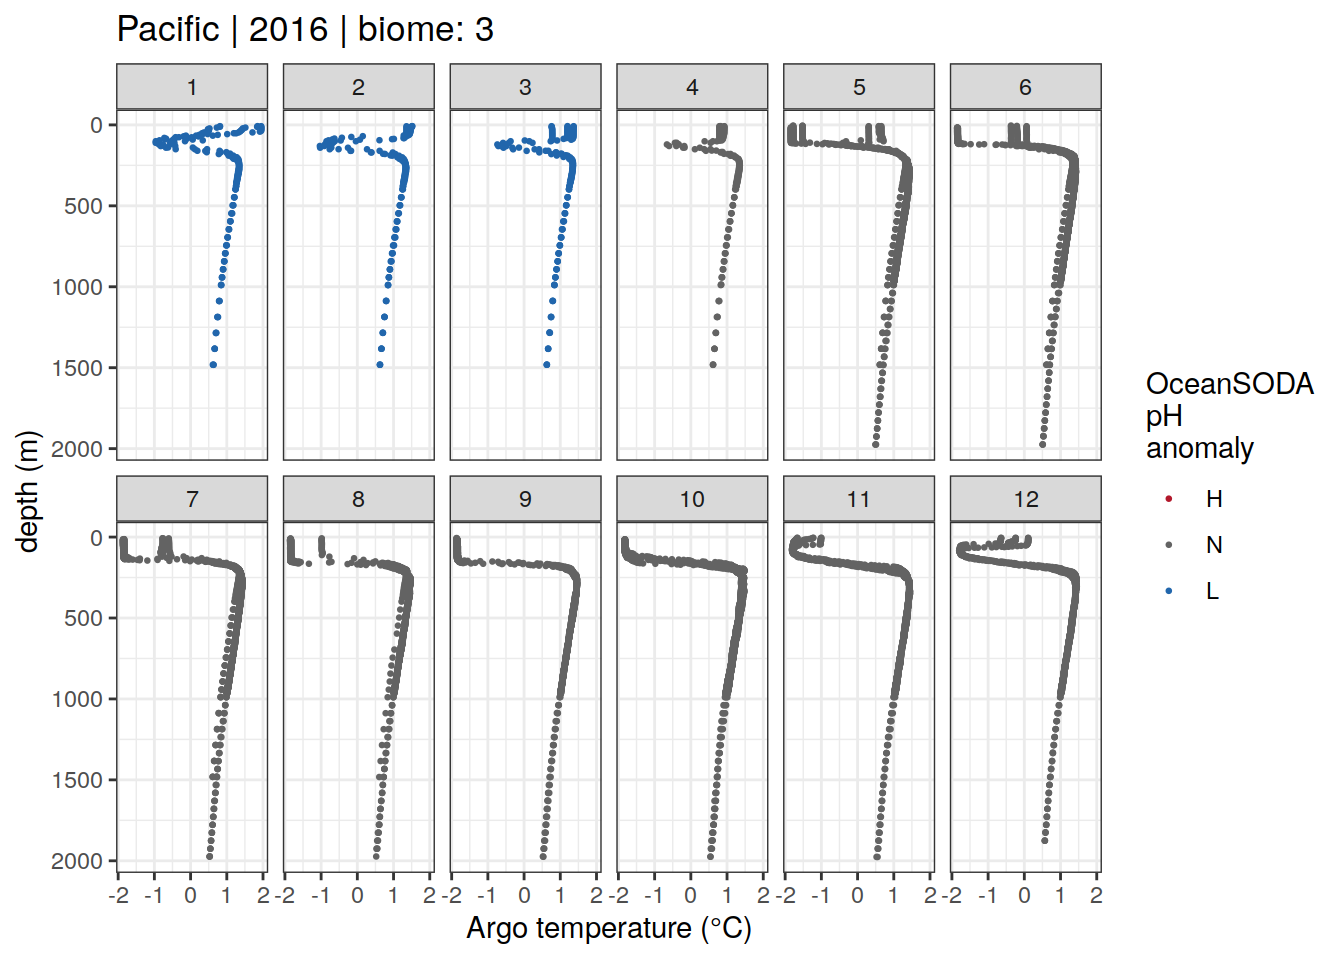 Pacific | 2016 | biome: 3
1 2 3 4 5 6
0
500
1000
1500
2000
7 8 9 10 11 12
0
500
1000
1500
2000
-2 -1 0 1 2 -2 -1 0 1 2 -2 -1 0 1 2 -2 -1 0 1 2 -2 -1 0 1 2 -2 -1 0 1 2
Argo temperature (°C)
depth (m)
OceanSODA
pH
anomaly
H
N
L